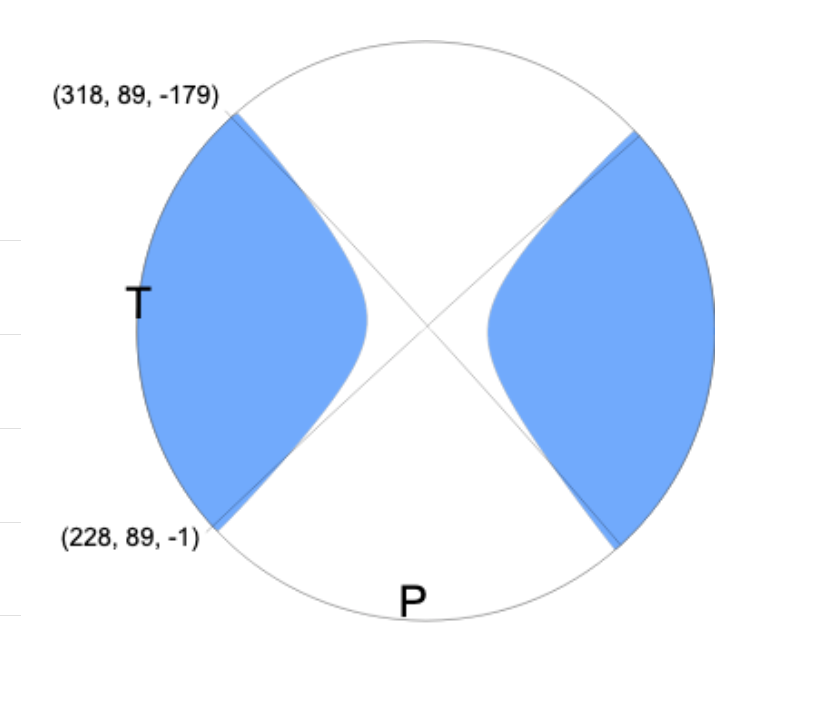 (318, 89, -179)
T
(228, 89, -1)
P